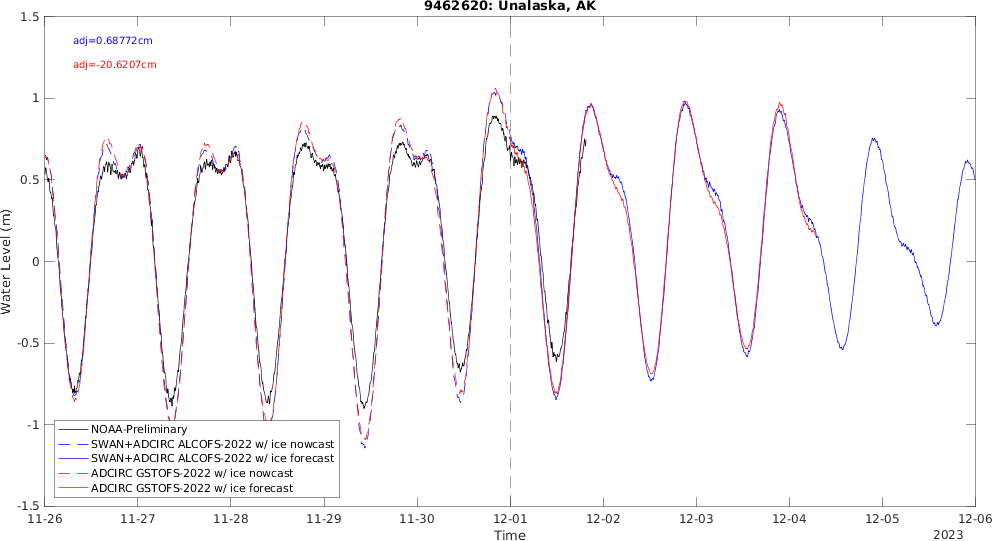 9462620: Unalaska, AK
adj=0.68772cm
adj=-20.6207cm
Water Level (m)
1.5
1
0.5
0
-0.5
-1
-1.5
NOAA-Preliminary
SWAN+ADCIRC ALCOFS-2022 w/ ice nowcast
SWAN+ADCIRC ALCOFS-2022 w/ ice forecast
ADCIRC GSTOFS-2022 w/ ice nowcast
ADCIRC GSTOFS-2022 w/ ice forecast
11-26 11-27 11-28 11-29 11-30 12-01 12-02 12-03 12-04 12-05 12-06
Time
2023